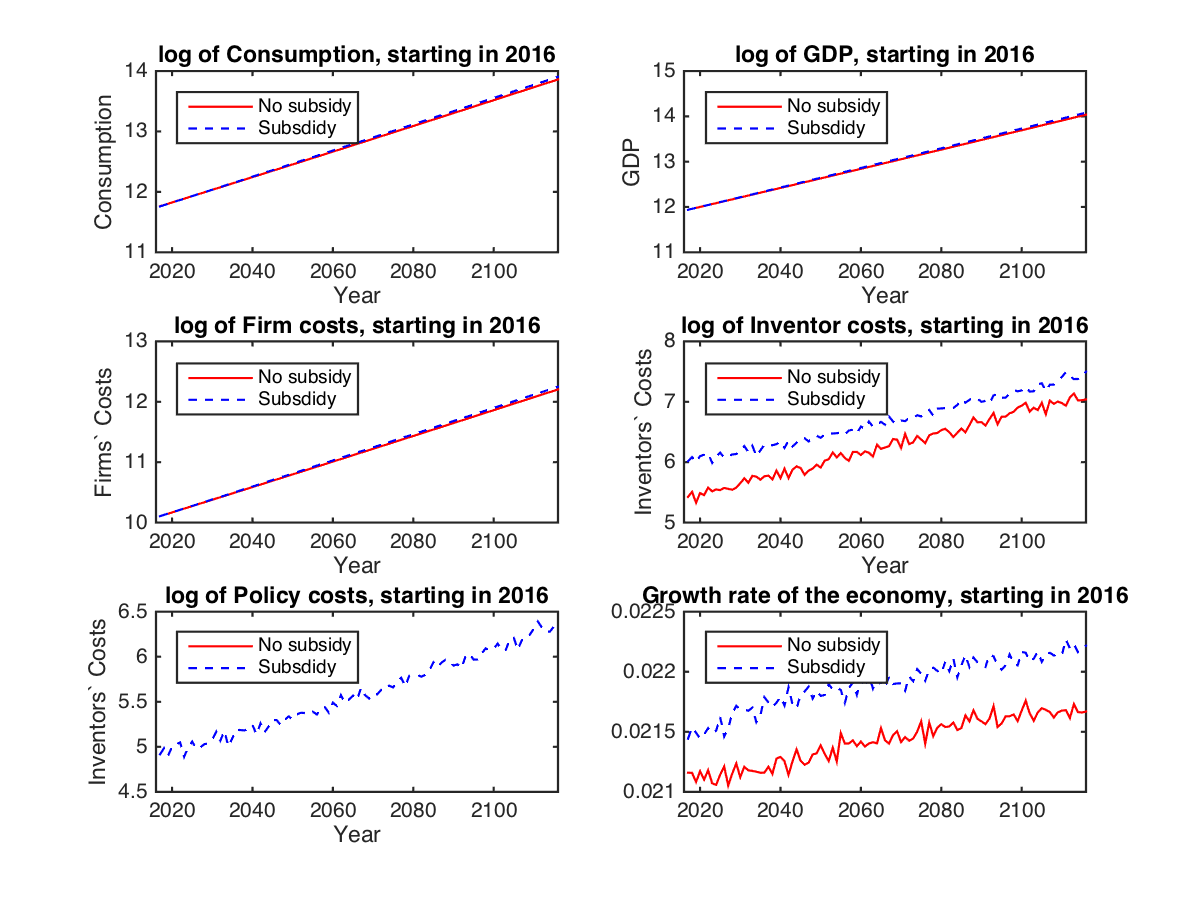 log of Consumption, starting in 2016
14
13
12
11
Consumption
No subsidy
Subsdidy
2020 2040 2060 2080 2100
Year
log of GDP, starting in 2016
15
14
13
12
11
GDP
No subsidy
Subsdidy
2020 2040 2060 2080 2100
Year
log of Firm costs, starting in 2016
13
12
11
10
Firms` Costs
No subsidy
Subsdidy
2020 2040 2060 2080 2100
Year
log of Inventor costs, starting in 2016
8
7
6
5
Inventors` Costs
No subsidy
Subsdidy
2020 2040 2060 2080 2100
log of Policy costs, starting in 2016
6.5
6
5.5
5
4.5
Inventors` Costs
No subsidy
Subsdidy
2020 2040 2060 2080 2100
Year
Growth rate of the economy, starting in 2016
0.0225
0.022
0.0215
0.021
No subsidy
Subsdidy
2020 2040 2060 2080 2100